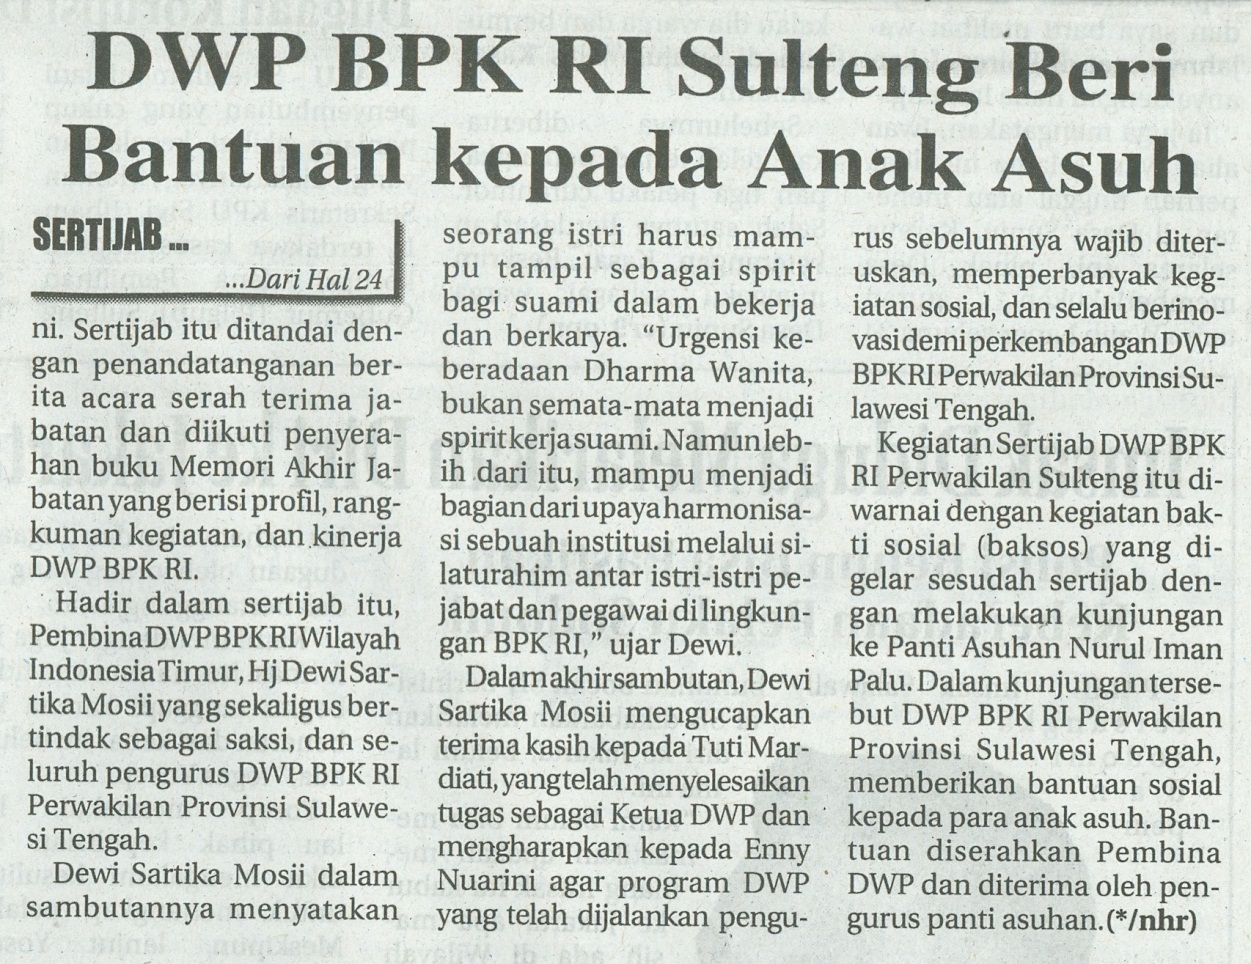 DWP BPK RI Sulteng Beri
Bantuan kepada Anak Asuh
SERTIJAB...
...Dari Hal 24
ni. Sertijab itu ditandai den-
gan penandatanganan ber-
ita acara serah terima ja-
batan dan diikuti penyera-
han buku Memori Akhir Ja-
batan yang berisi profil, rang-
kuman kegiatan, dan kinerja
DWP BPK RI.
Hadir dalam sertijab itu,
Pembina DWP BPK RI Wilayah
Indonesia Timur, Hj Dewi Sar-
tika Mosii yang sekaligus ber-
tindak sebagai saksi, dan se-
luruh pengurus DWP BPK RI
Perwakilan Provinsi Sulawe-
si Tengah.
Dewi Sartika Mosii dalam
sambutannya menyatakan
seorang istri harus mam-
pu tampil sebagai spirit
bagi suami dalam bekerja
dan berkarya. “Urgensi ke-
beradaan Dharma Wanita,
bukan semata-mata menjadi
spirit kerja suami. Namun leb-
ih dari itu, mampu menjadi
bagian dari upaya harmonisa-
si sebuah institusi melalui si-
laturahim antar istri-istri pe-
jabat dan pegawai di lingkun-
gan BPK RI,” ujar Dewi.
Dalam akhir sambutan, Dewi
Sartika Mosii mengucapkan
terima kasih kepada Tuti Mar-
diati, yang telah menyelesaikan
tugas sebagai Ketua DWP dan
mengharapkan kepada Enny
Nuarini agar program DWP
yang telah dijalankan pengu-
rus sebelumnya wajib diter-
uskan, memperbanyak keg-
iatan sosial, dan selalu berino-
vasi demi perkembangan DWP
BPK RI Perwakilan Provinsi Su-
lawesi Tengah.
Kegiatan Sertijab DWP BPK
RI Perwakilan Sulteng itu di-
warnai dengan kegiatan bak-
ti sosial (baksos) yang di-
gelar sesudah sertijab den-
gan melakukan kunjungan
ke Panti Asuhan Nurul Iman
Palu. Dalam kunjungan terse-
but DWP BPK RI Perwakilan
Provinsi Sulawesi Tengah,
memberikan bantuan sosial
kepada para anak asuh. Ban-
tuan diserahkan Pembina
DWP dan diterima oleh pen-
gurus panti asuhan.(*/nhr)